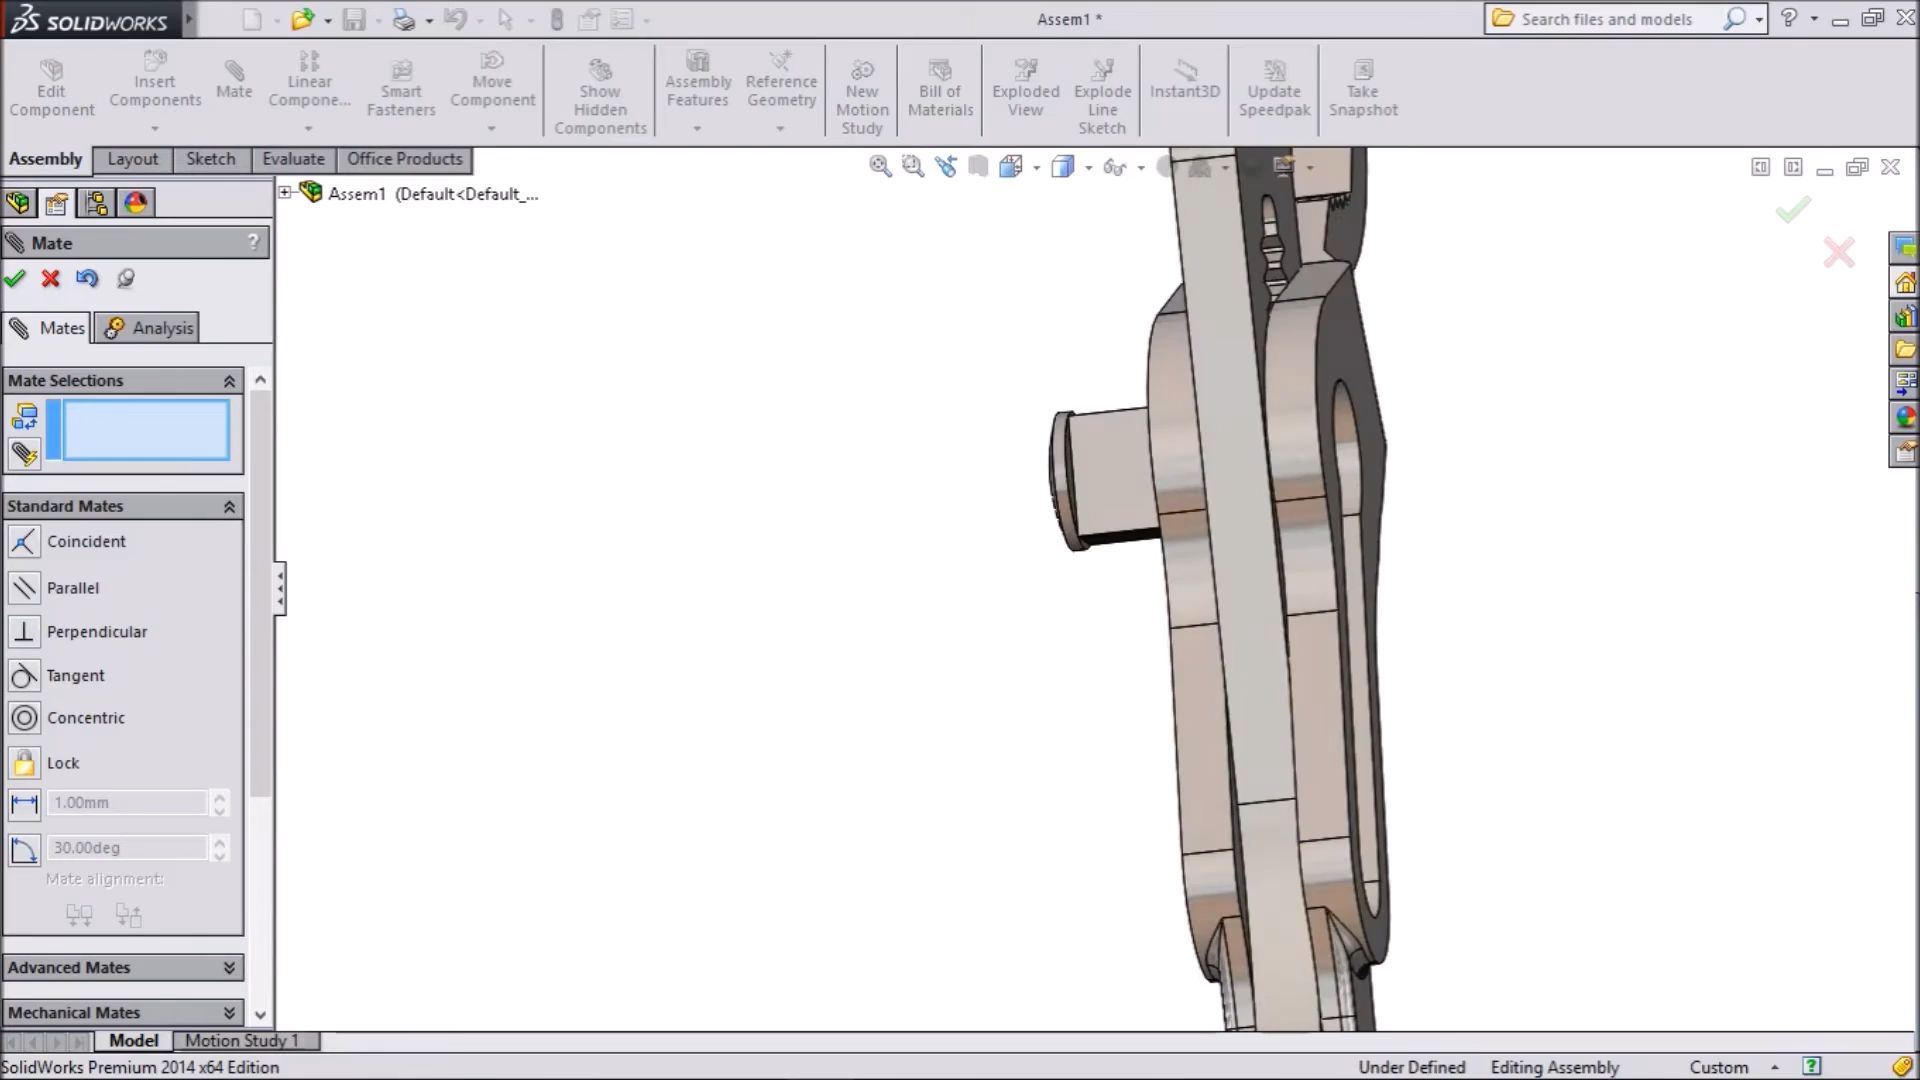 SOLIDWORKS
Assem1 *
Search files and models
Edit Component
Insert Components
Mate
Linear Compone...
Smart Fasteners
Move Component
Show Hidden Components
Assembly Features
Reference Geometry
New Motion Study
Bill of Materials
Exploded View
Explode Line Sketch
Instant3D
Update Speedpak
Take Snapshot
Assembly
Layout
Sketch
Evaluate
Office Products
Assem1 (Default<Default_...
Mate
?
Mates
Analysis
Mate Selections
Standard Mates
Coincident
Parallel
Perpendicular
Tangent
Concentric
Lock
1.00mm
30.00deg
Mate alignment:
Advanced Mates
Mechanical Mates
Model
Motion Study 1
SolidWorks Premium 2014 x64 Edition
Under Defined
Editing Assembly
Custom